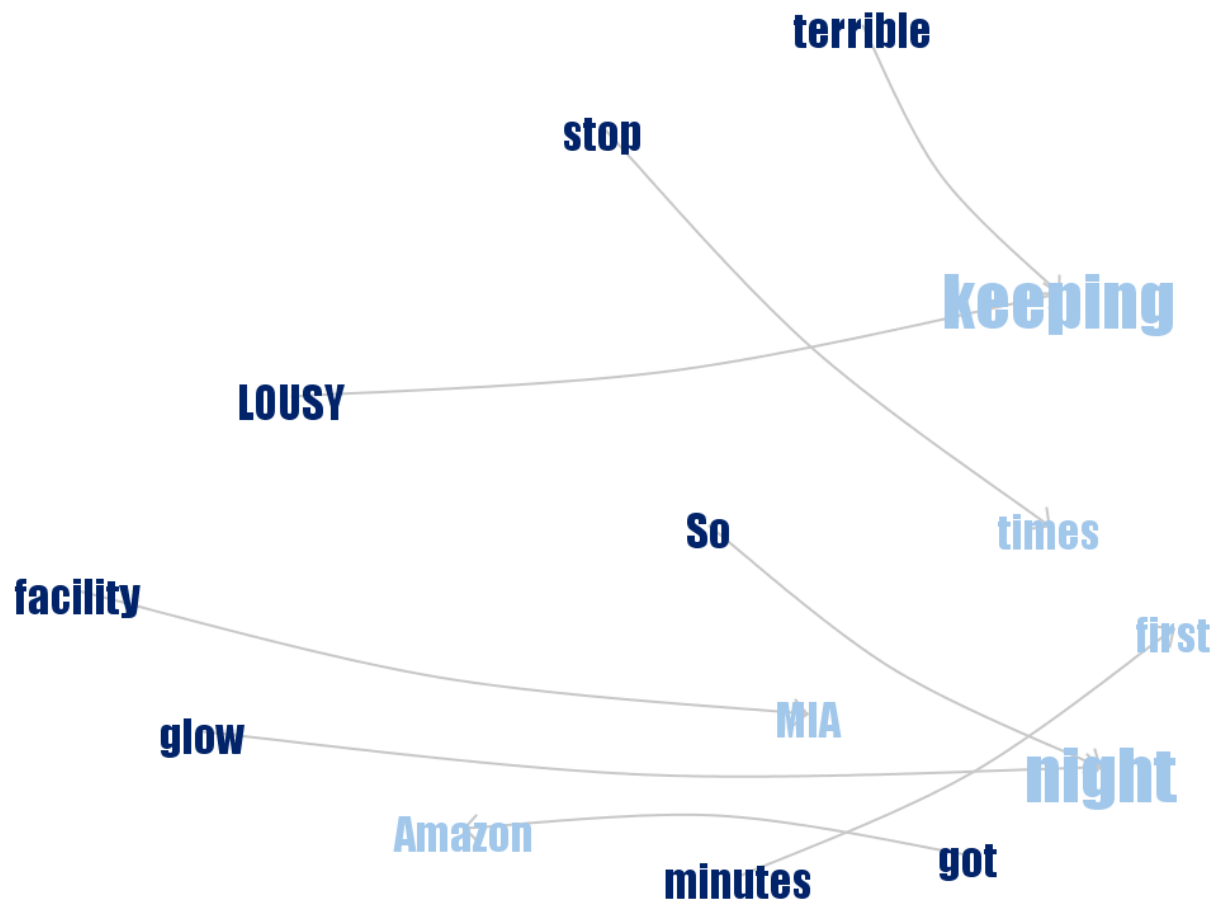 terrible
stop
keeping
LOUSY
So
times
facility
first
MIA
glow
night
Amazon
got
minutes